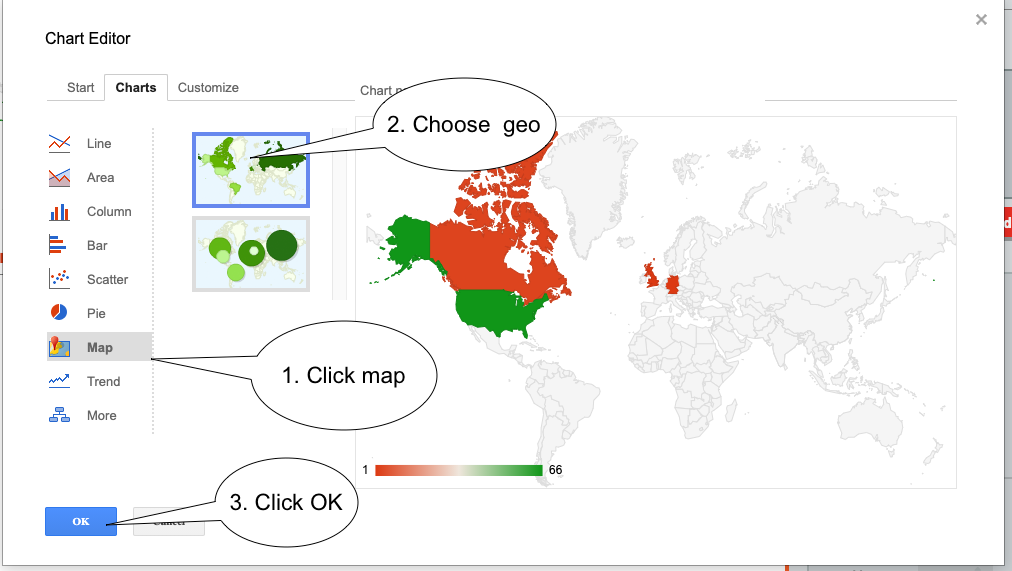 Chart Editor
Start
Charts
Customize
Chart
2. Choose  geo
Line
Area
Column
Bar
Scatter
Pie
Map
Trend
More
1. Click map
1
66
3. Click OK
OK
Cancel